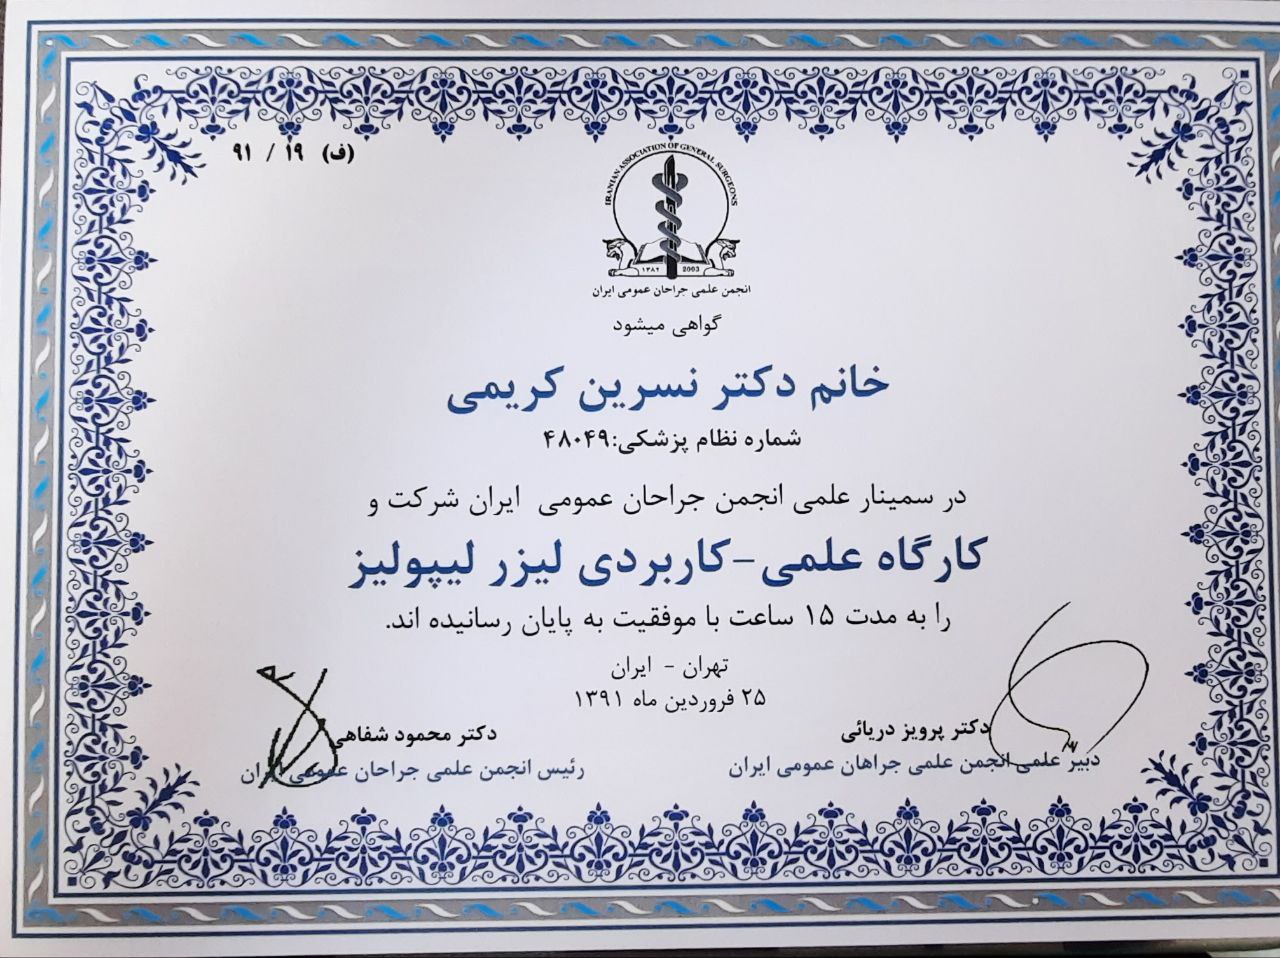 (ف) ۱۹ / ۹۱
IRANIAN ASSOCIATION OF GENERAL SURGEONS
۱۳۸۲ 2003
انجمن علمی جراحان عمومی ایران
گواهی میشود
خانم دکتر نسرین کریمی
شماره نظام پزشکی:۴۸۰۴۹
در سمینار علمی انجمن جراحان عمومی ایران شرکت و
کارگاه علمی-کاربردی لیزر لیپولیز
را به مدت ۱۵ ساعت با موفقیت به پایان رسانیده اند.
تهران - ایران
۲۵ فروردین ماه ۱۳۹۱
دکتر پرویز دریائی
دبیر علمی انجمن علمی جراهان عمومی ایران
دکتر محمود شفاهی
رئیس انجمن علمی جراحان عمومی ایران